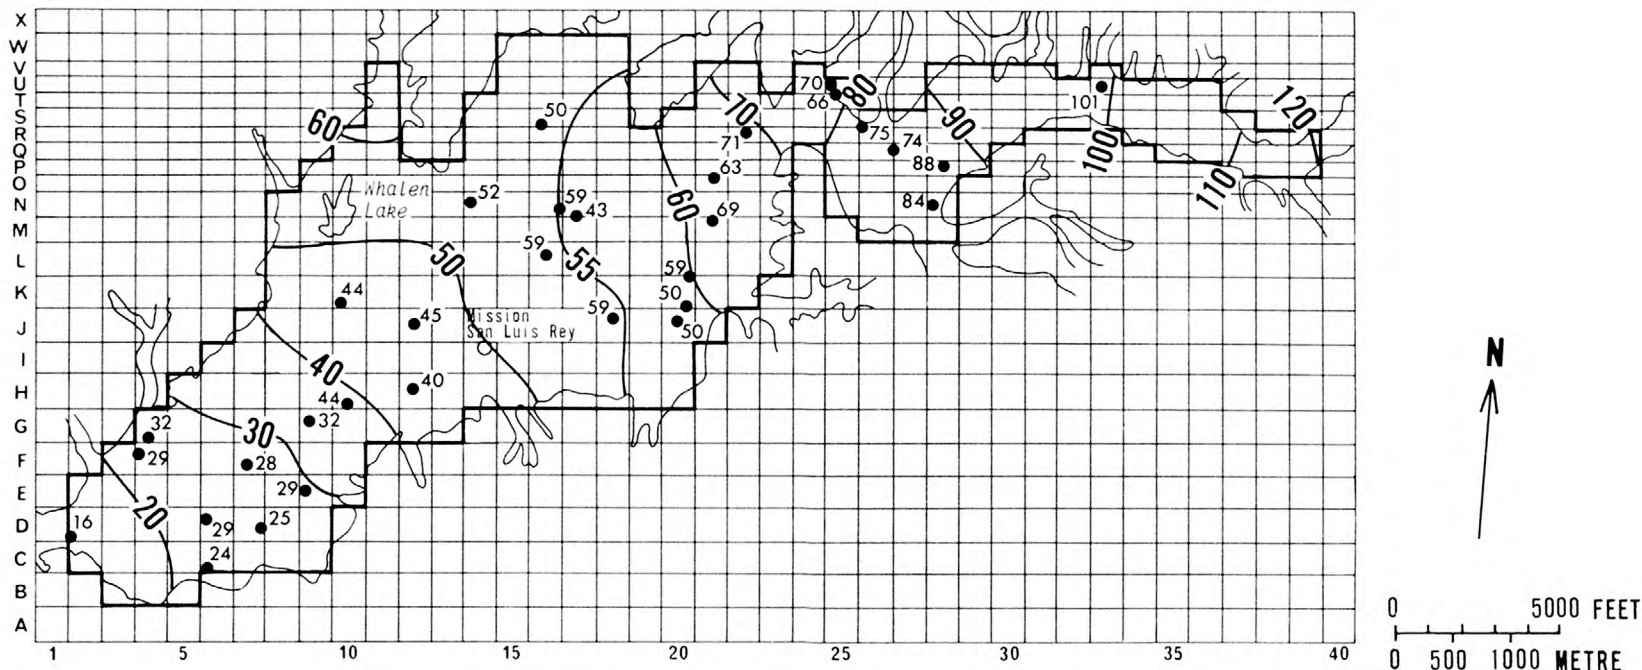 X
W
V
U
T
S
R
Q
P
O
N
M
L
K
J
I
H
G
F
E
D
C
B
A
60
50
70
71
70
66
80
75
74
90
88
84
101
100
120
110
Whalen
Lake
52
59
43
63
69
60
59
50
59
55
59
50
50
44
45
Mission
San Luis Rey
40
40
44
32
32
29
30
28
29
20
16
29
25
24
1
5
10
15
20
25
30
35
40
N
0
5000 FEET
0 500 1000 METRE